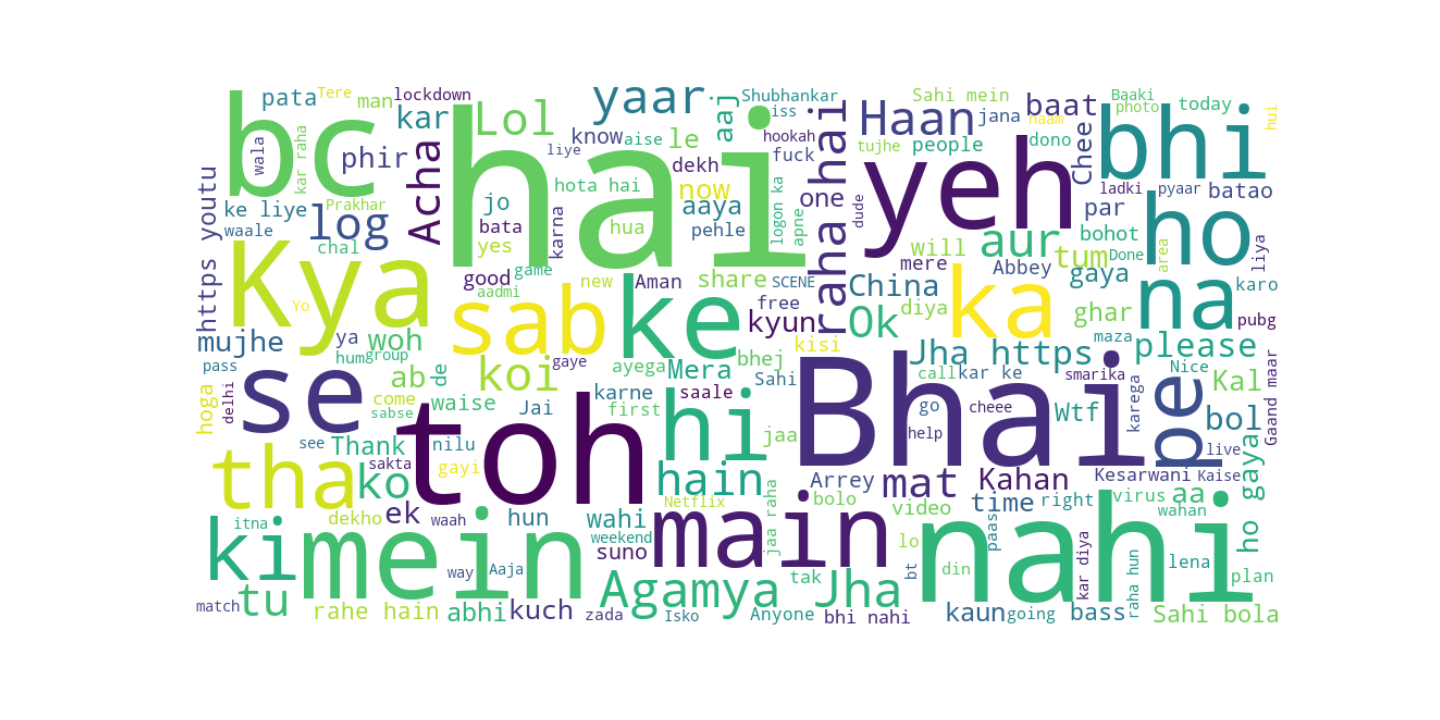 bc
hai
yeh
bhi
Kya
toh
Bhai
nahi
mein
main
ke
sab
ka
na
ho
se
tha
ki
hi
pe
raha hai
Haan
yaar
Lol
Acha
log
aur
Agamya
Jha
Jha https
https youtu
pata
Tere
man
lockdown
kar
phir
wala
kar raha
Prakhar
ke liye
waale
chal
jo
bata
yes
know
aise
le
aaj
liye
dekh
hota hai
now
aaya
hua
pehle
karna
Shubhankar
iss
hookah
fuck
one
logon ka
apne
dude
Sahi mein
jana
naam
baat
Baaki
photo
today
hui
tujhe
people
dono
Chee
ladki
pyaar
batao
par
bohot
Done
area
liya
karo
will
tum
gaya
mere
Abbey
China
diya
ghar
pubg
good
game
aadmi
new
Aman
share
SCENE
free
kyun
Ok
kisi
maza
please
Yo
mujhe
ya
woh
hum
group
pass
delhi
hoga
ab
de
come
sabse
waise
koi
gaye
ayega
Mera
bhej
Sahi
saale
karne
first
Jai
call
kar ke
smarika
Nice
Kal
go
cheee
help
Wtf
karega
bol
Gaand maar
live
see
Thank
nilu
sakta
gayi
ko
jaa
hain
Arrey
mat
Kahan
Kesarwani
Kaise
ho gaya
Netflix
bolo
video
time
right
virus
aa
wahan
itna
dekho
ek
waah
hun
wahi
weekend
suno
jaa raha
lo
paas
din
bt
kar diya
raha hun
lena
plan
way
Aaja
tak
match
tu
rahe hain
abhi
kuch
zada
Isko
Anyone
bhi nahi
kaun
going
bass
Sahi bola